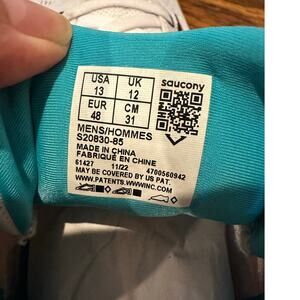 USA UK saucony
13 12
EUR CM
48 31
MENS/HOMMES
S20830-85
MADE IN CHINA
FABRIQUÉ EN CHINE
61427 11/22 4700560942
MAY BE COVERED BY US PAT.
WWW.PATENTS.WWWINC.COM